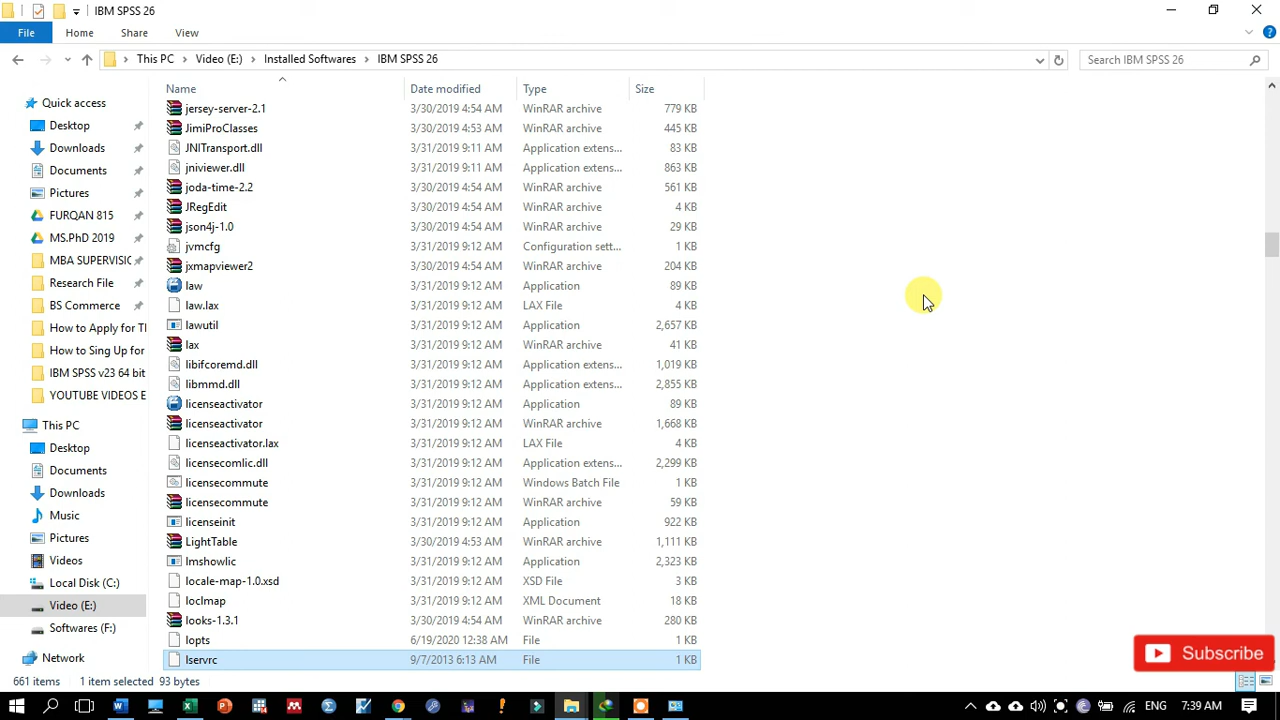 IBM SPSS 26
File Home Share View
This PC Video (E:) Installed Softwares IBM SPSS 26 Search IBM SPSS 26
Name Date modified Type Size
jersey-server-2.1 3/30/2019 4:54 AM WinRAR archive 779 KB
JimiProClasses 3/30/2019 4:53 AM WinRAR archive 445 KB
JNITransport.dll 3/31/2019 9:11 AM Application extens... 83 KB
jniviewer.dll 3/31/2019 9:11 AM Application extens... 863 KB
joda-time-2.2 3/30/2019 4:54 AM WinRAR archive 561 KB
JRegEdit 3/30/2019 4:54 AM WinRAR archive 4 KB
json4j-1.0 3/30/2019 4:54 AM WinRAR archive 29 KB
jvmcfg 3/31/2019 9:12 AM Configuration sett... 1 KB
jxmapviewer2 3/30/2019 4:54 AM WinRAR archive 204 KB
law 3/31/2019 9:12 AM Application 89 KB
law.lax 3/31/2019 9:12 AM LAX File 4 KB
lawutil 3/31/2019 9:12 AM Application 2,657 KB
lax 3/31/2019 9:12 AM WinRAR archive 41 KB
libifcoremd.dll 3/31/2019 9:12 AM Application extens... 1,019 KB
libmmd.dll 3/31/2019 9:12 AM Application extens... 2,855 KB
licenseactivator 3/31/2019 9:12 AM Application 89 KB
licenseactivator 3/31/2019 9:12 AM WinRAR archive 1,668 KB
licenseactivator.lax 3/31/2019 9:12 AM LAX File 4 KB
licensecomlic.dll 3/31/2019 9:12 AM Application extens... 2,299 KB
licensecommute 3/31/2019 9:12 AM Windows Batch File 1 KB
licensecommute 3/31/2019 9:12 AM WinRAR archive 59 KB
licenseinit 3/31/2019 9:12 AM Application 922 KB
LightTable 3/30/2019 4:53 AM WinRAR archive 1,111 KB
lmshowlic 3/31/2019 9:12 AM Application 2,323 KB
locale-map-1.0.xsd 3/31/2019 9:12 AM XSD File 3 KB
loclmap 3/31/2019 9:12 AM XML Document 18 KB
looks-1.3.1 3/30/2019 4:54 AM WinRAR archive 280 KB
lopts 6/19/2020 12:38 AM File 1 KB
lservrc 9/7/2013 6:13 AM File 1 KB
Quick access
Desktop
Downloads
Documents
Pictures
FURQAN 815
MS.PhD 2019
MBA SUPERVISIC
Research File
BS Commerce
How to Apply for Tl
How to Sing Up for
IBM SPSS v23 64 bit
YOUTUBE VIDEOS E
This PC
Desktop
Documents
Downloads
Music
Pictures
Videos
Local Disk (C:)
Video (E:)
Softwares (F:)
Network
Subscribe
661 items 1 item selected 93 bytes
ENG 7:39 AM